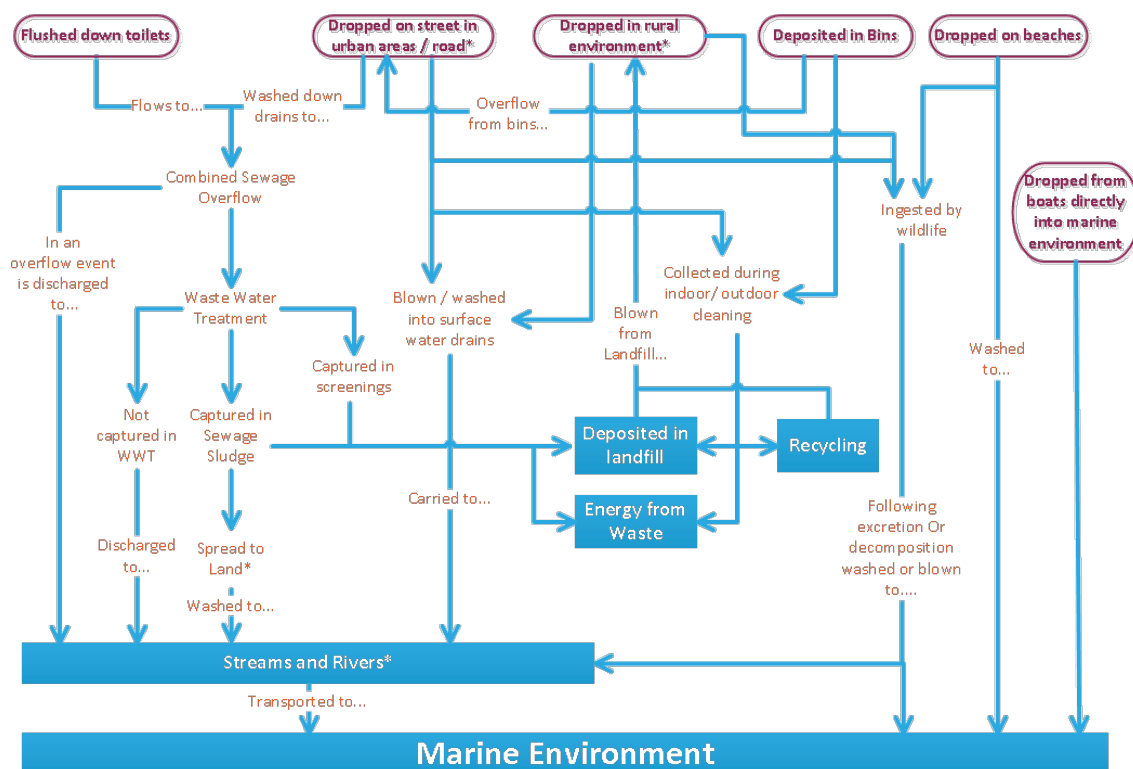 Flushed down toilets
Dropped on street in
urban areas / road*
Dropped in rural
environment*
Deposited in Bins
Dropped on beaches
Flows to...
Washed down
drains to...
Overflow
from bins...
Combined Sewage
Overflow
Dropped from
boats directly
into marine
environment
Ingested by
wildlife
In an
overflow event
is discharged
to...
Waste Water
Treatment
Blown / washed
into surface
water drains
Blown
from
Landfill...
Collected during
indoor/ outdoor
cleaning
Washed
to...
Captured in
screenings
Not
captured in
WWT
Captured in
Sewage
Sludge
Deposited in
landfill
Recycling
Carried to...
Energy from
Waste
Following
excretion Or
decomposition
washed or blown
to....
Discharged
to...
Spread to
Land*
Washed to...
Streams and Rivers*
Transported to...
Marine Environment